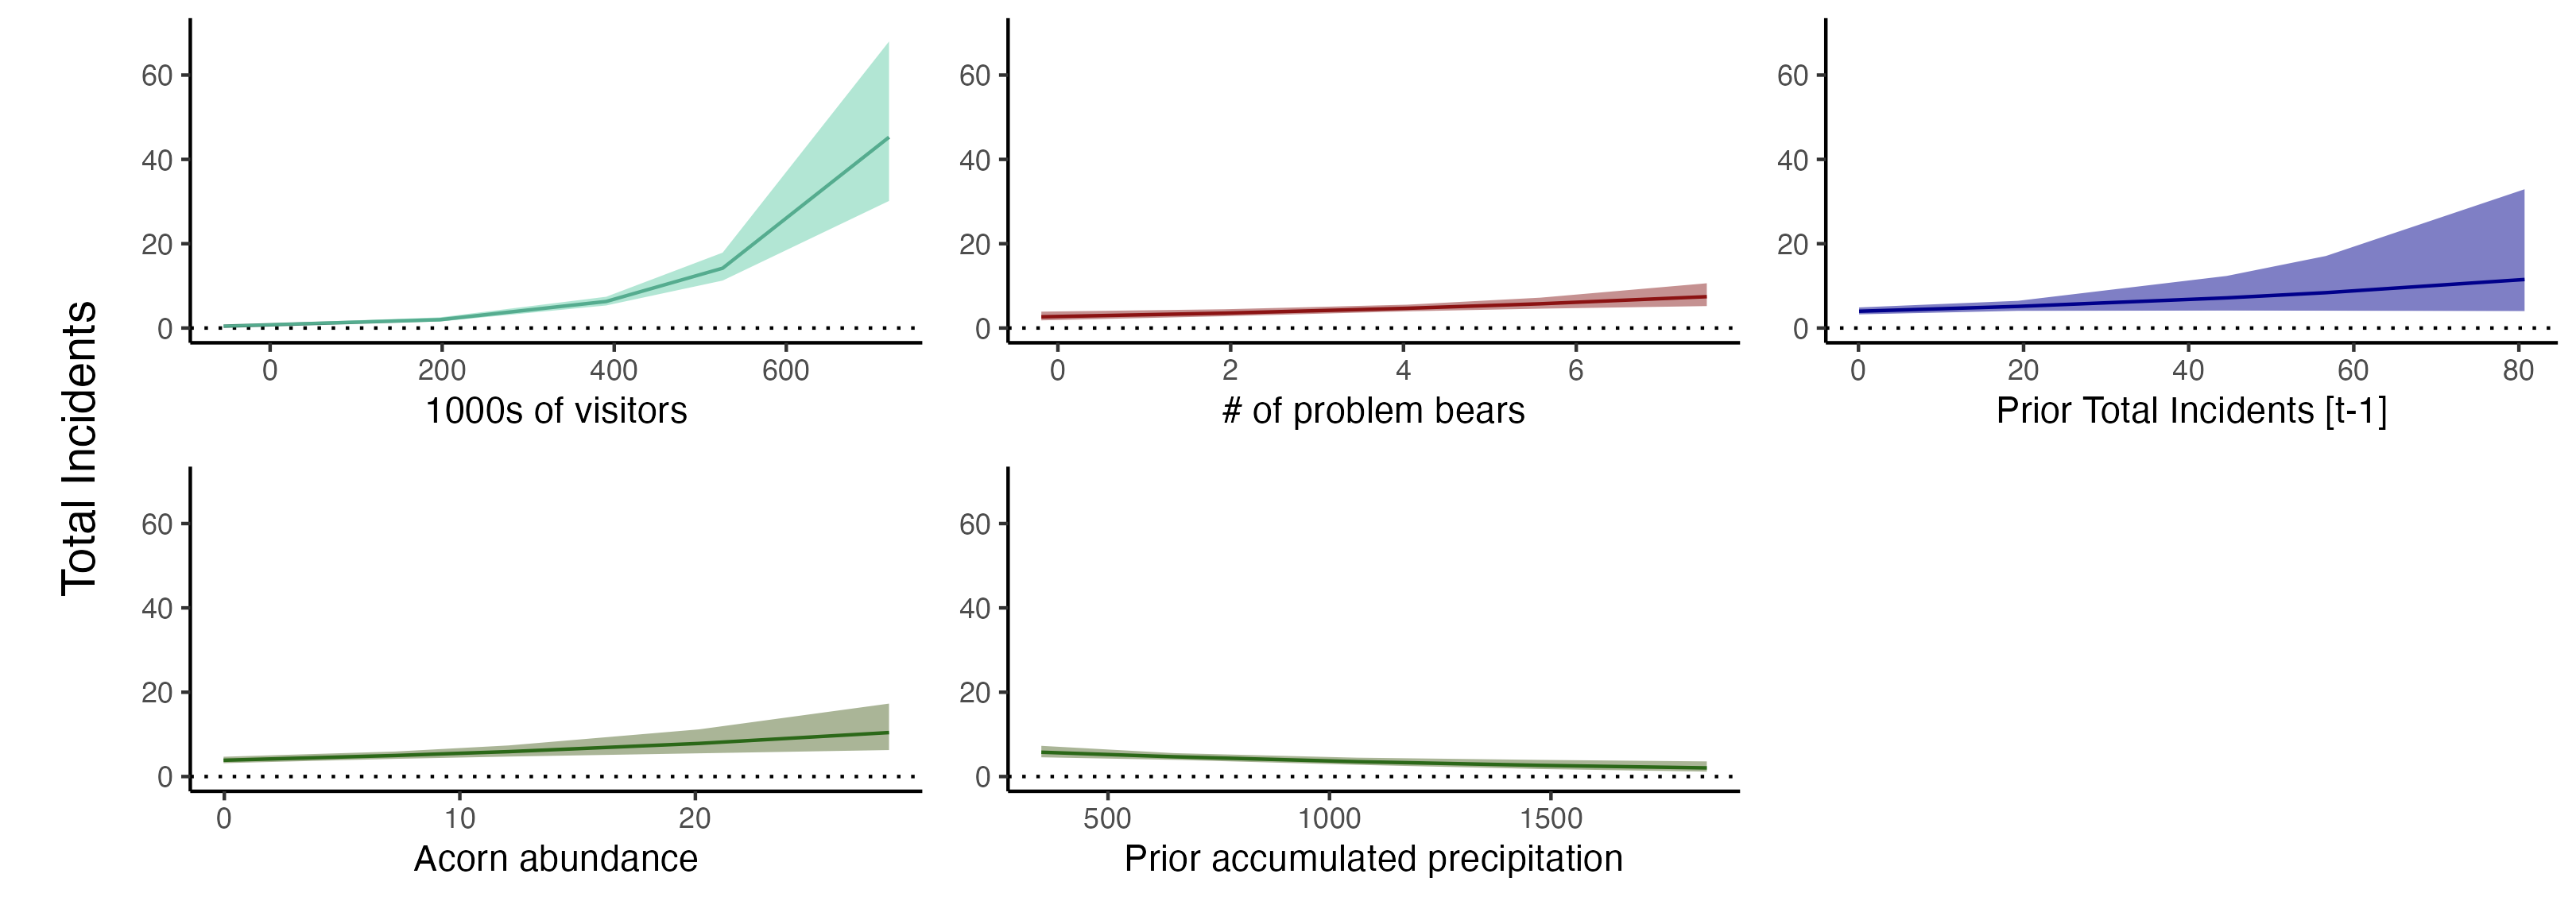 Total Incidents
60
40
20
0
0 200 400 600
1000s of visitors
60
40
20
0
0 2 4 6
# of problem bears
60
40
20
0
0 20 40 60 80
Prior Total Incidents [t-1]
60
40
20
0
0 10 20
Acorn abundance
60
40
20
0
500 1000 1500
Prior accumulated precipitation